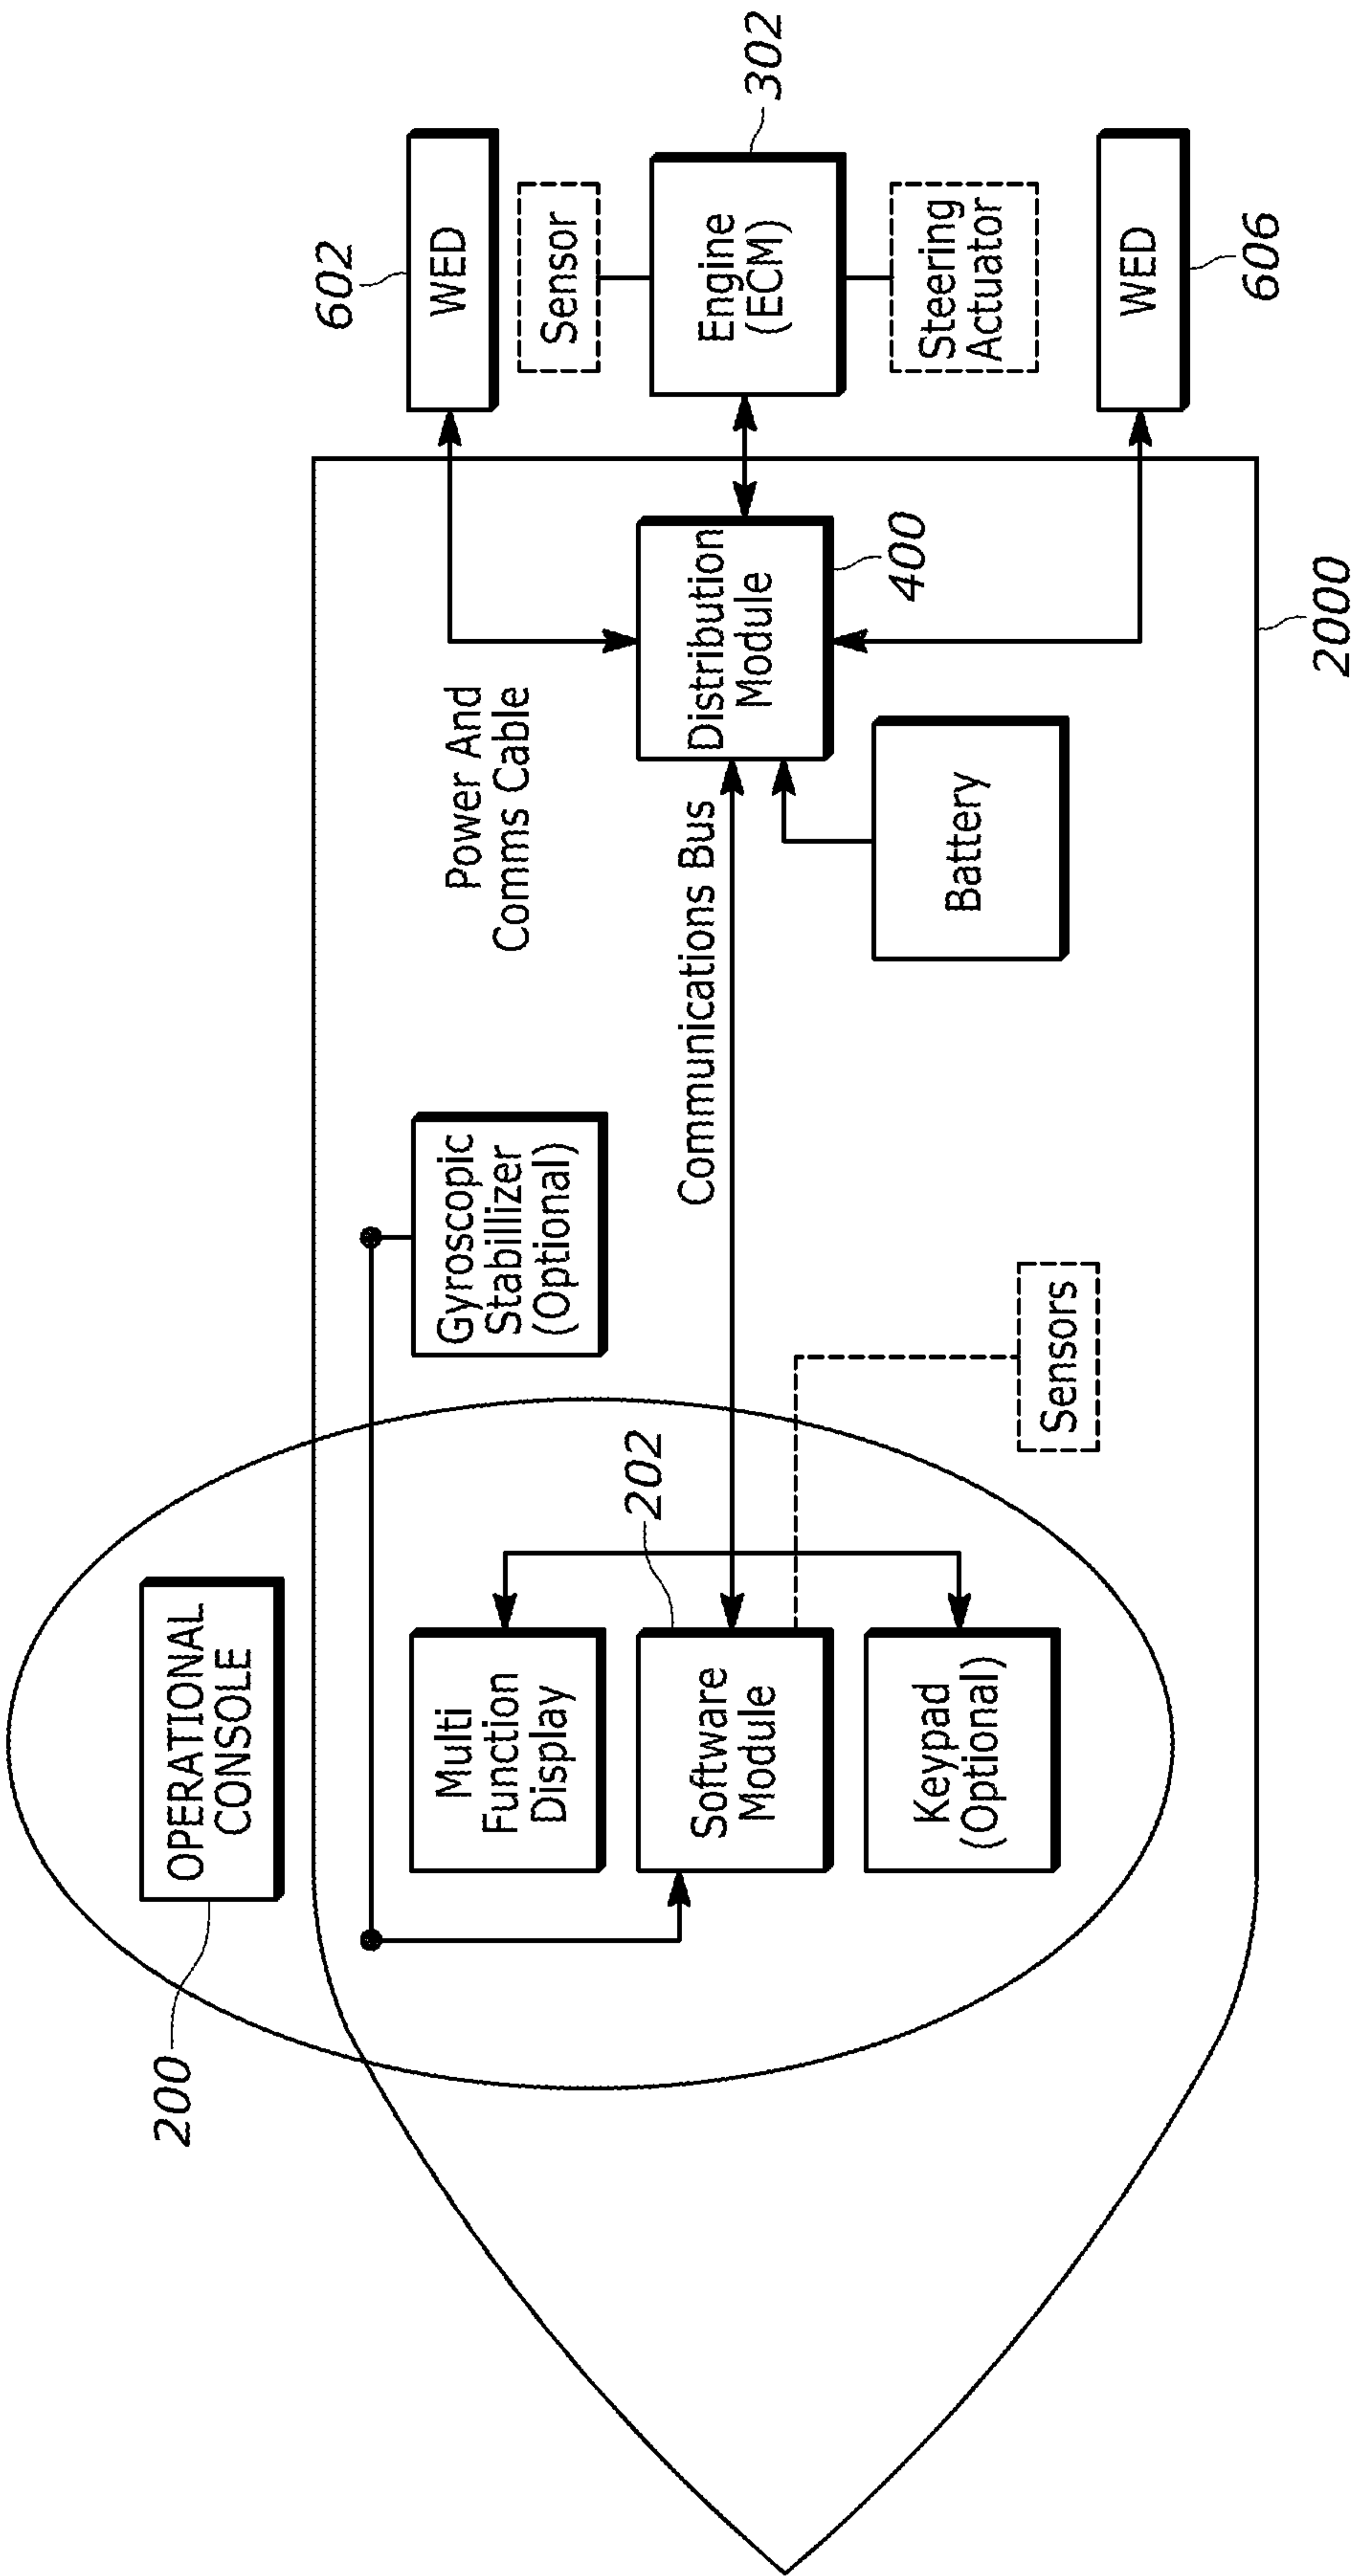 200
OPERATIONAL
CONSOLE
Multi
Function
Display
Software
Module
202
Keypad
(Optional)
Sensors
Gyroscopic
Stabillizer
(Optional)
Communications Bus
Power And
Comms Cable
Battery
Distribution
Module
400
2000
602
WED
Sensor
Engine
(ECM)
302
Steering
Actuator
WED
606